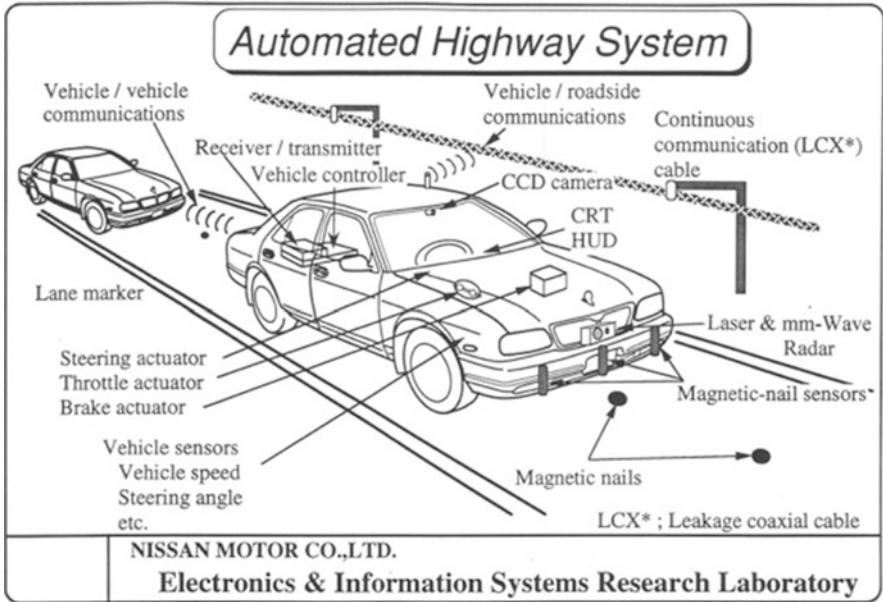 Automated Highway System
Vehicle / vehicle
communications
Vehicle / roadside
communications
Continuous
communication (LCX*)
cable
Receiver / transmitter
Vehicle controller
CCD camera
CRT
HUD
Lane marker
Laser & mm-Wave
Radar
Steering actuator
Throttle actuator
Brake actuator
Magnetic-nail sensors
Vehicle sensors
Vehicle speed
Steering angle
etc.
Magnetic nails
LCX* ; Leakage coaxial cable
NISSAN MOTOR CO.,LTD.
Electronics & Information Systems Research Laboratory